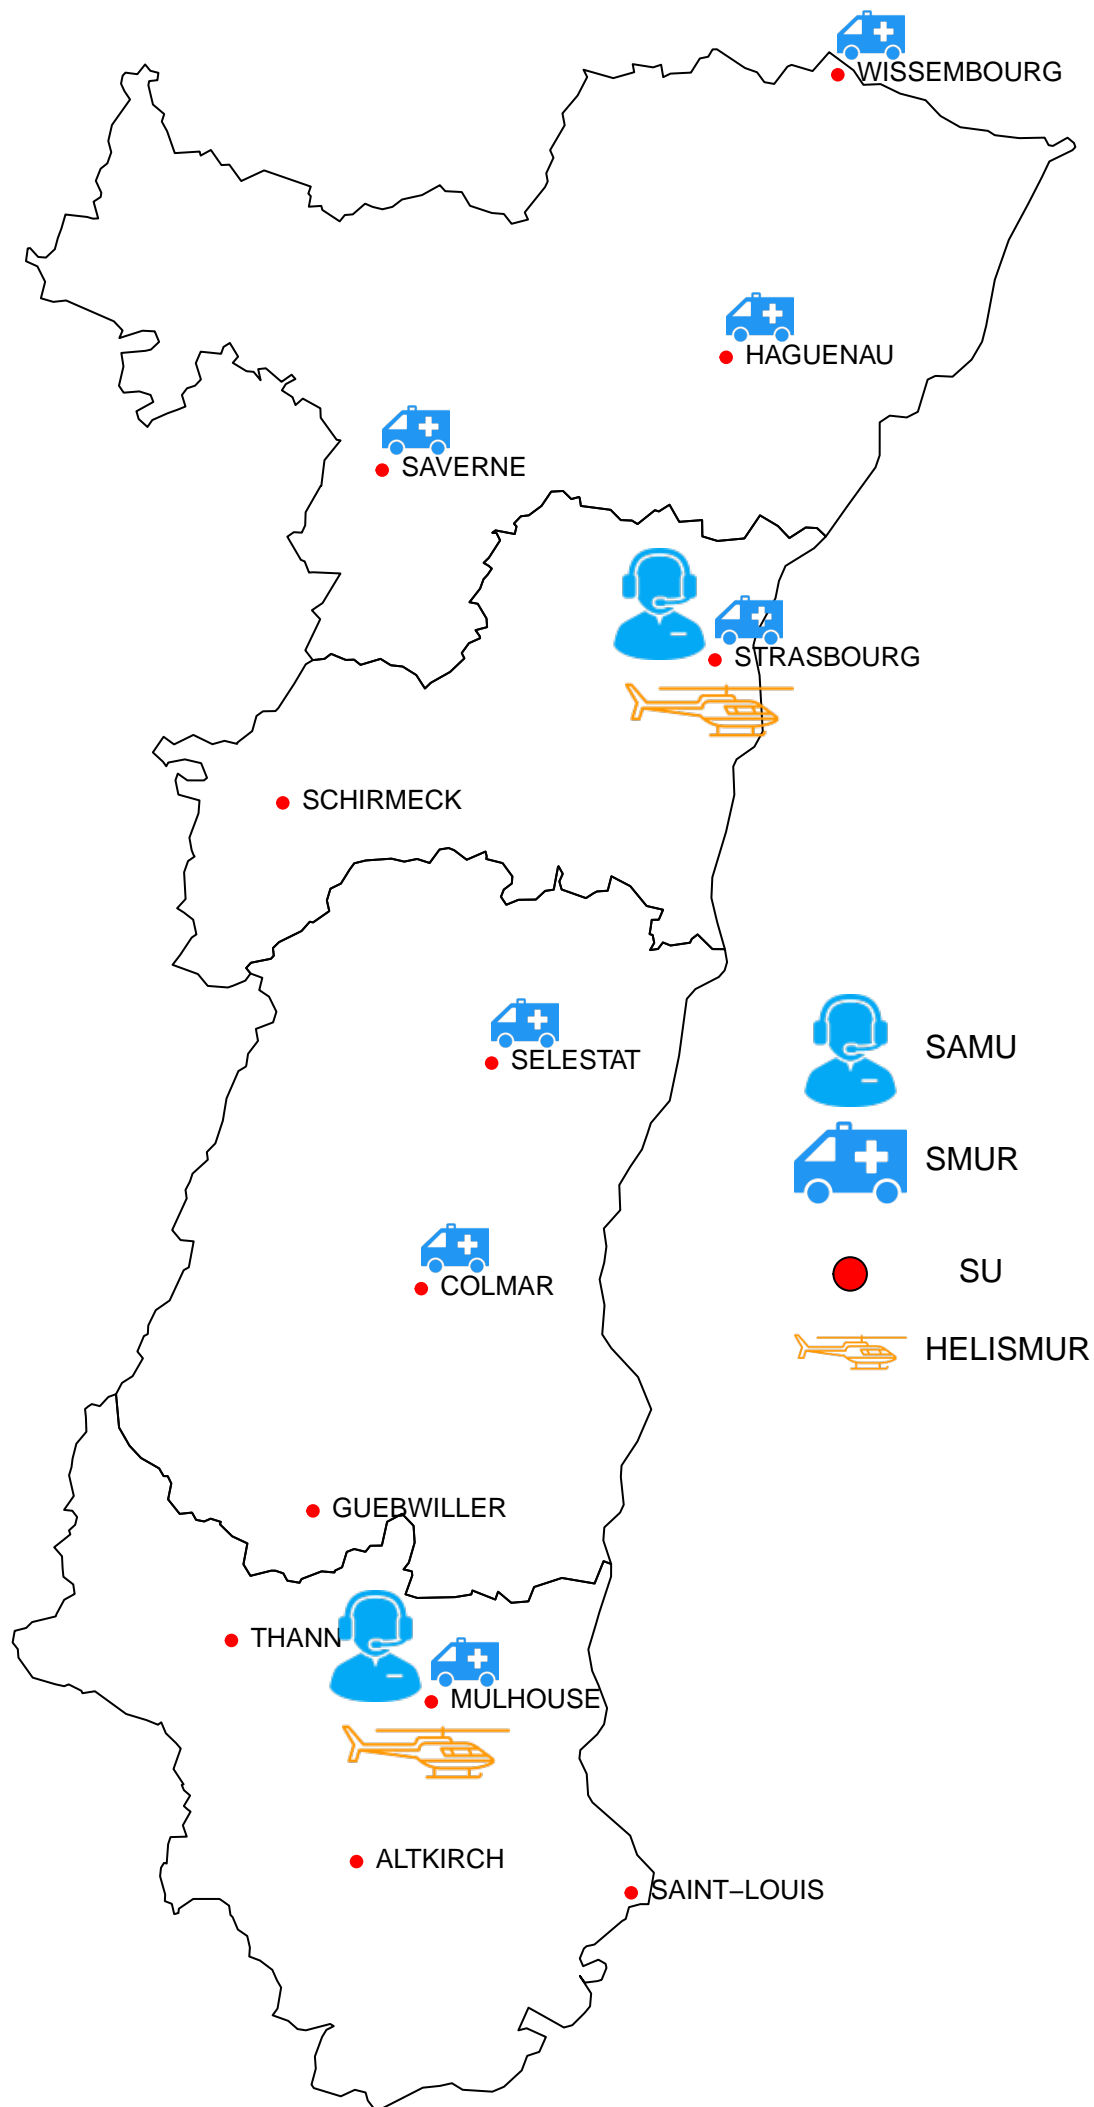 WISSEMBOURG
HAGUENAU
SAVERNE
STRASBOURG
SCHIRMECK
SELESTAT
COLMAR
GUEBWILLER
THANN
MULHOUSE
ALTKIRCH
SAINT–LOUIS
SAMU
SMUR
SU
HELISMUR